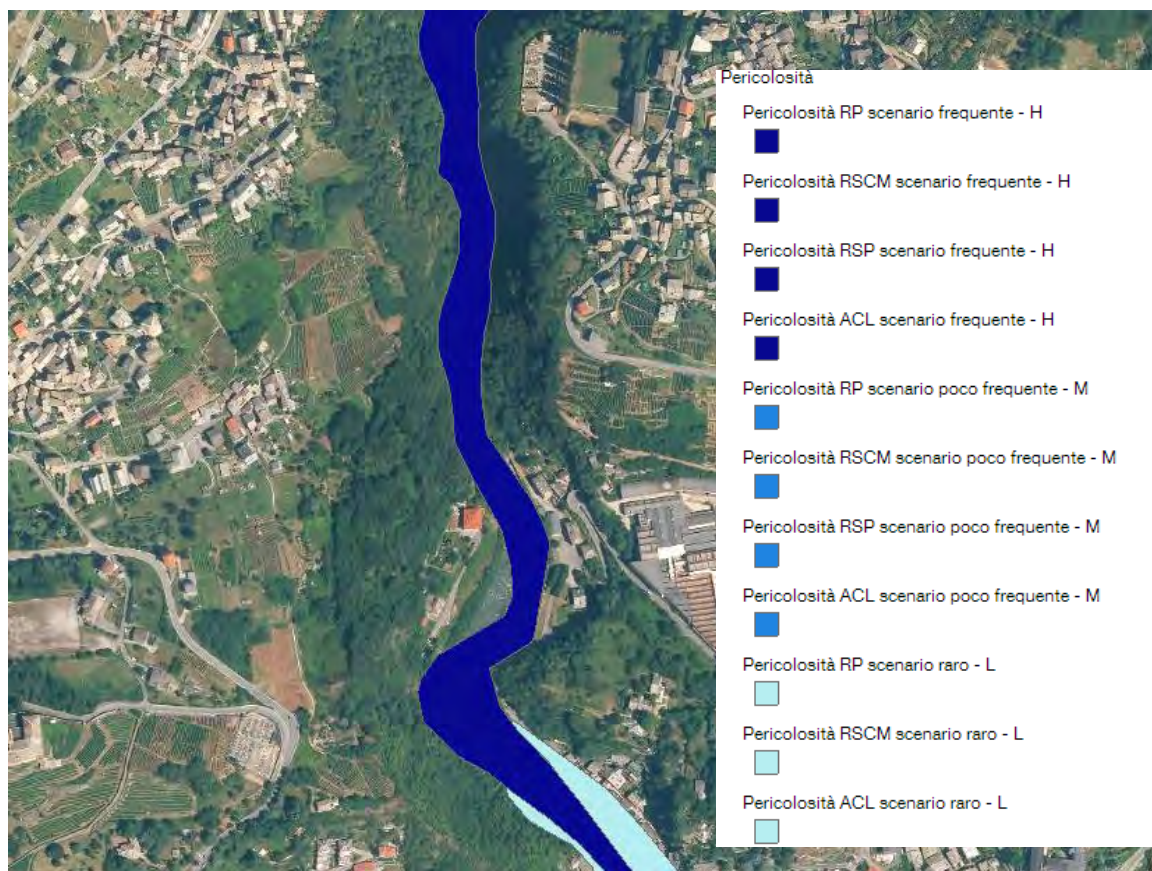 Pericolosità
Pericolosità RP scenario frequente - H
Pericolosità RSCM scenario frequente - H
Pericolosità RSP scenario frequente - H
Pericolosità ACL scenario frequente - H
Pericolosità RP scenario poco frequente - M
Pericolosità RSCM scenario poco frequente - M
Pericolosità RSP scenario poco frequente - M
Pericolosità ACL scenario poco frequente - M
Pericolosità RP scenario raro - L
Pericolosità RSCM scenario raro - L
Pericolosità ACL scenario raro - L